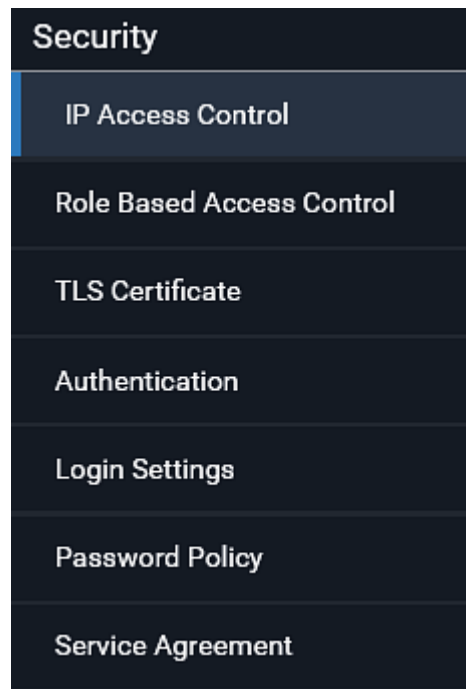 Security
IP Access Control
Role Based Access Control
TLS Certificate
Authentication
Login Settings
Password Policy
Service Agreement